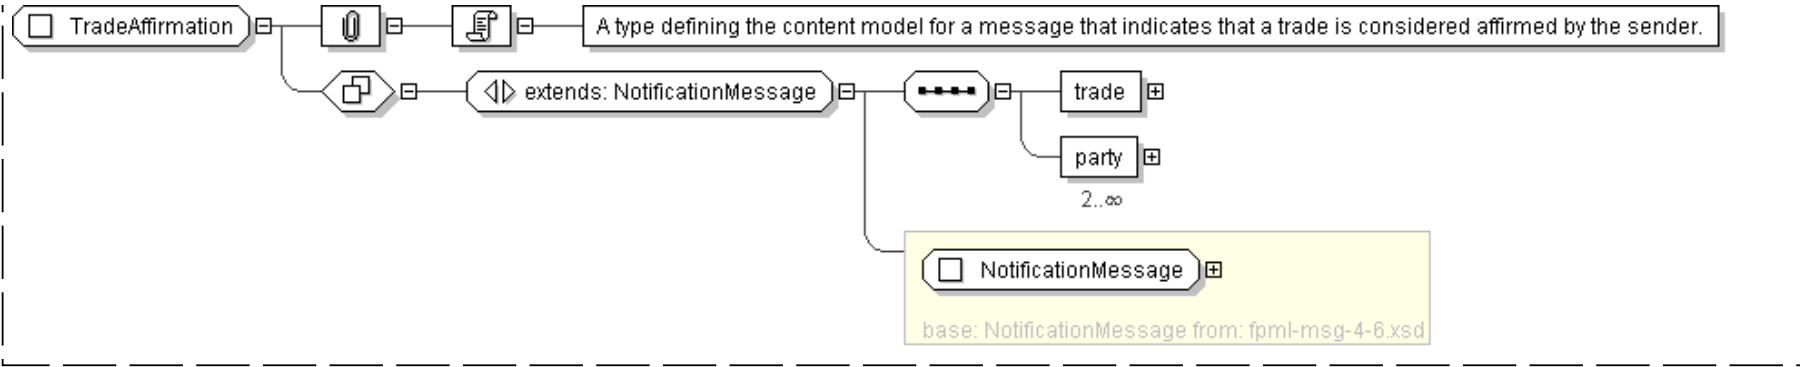 TradeAffirmation
A type defining the content model for a message that indicates that a trade is considered affirmed by the sender.
extends: NotificationMessage
trade
party
2..∞
NotificationMessage
base: NotificationMessage from: fpml-msg-4-6.xsd